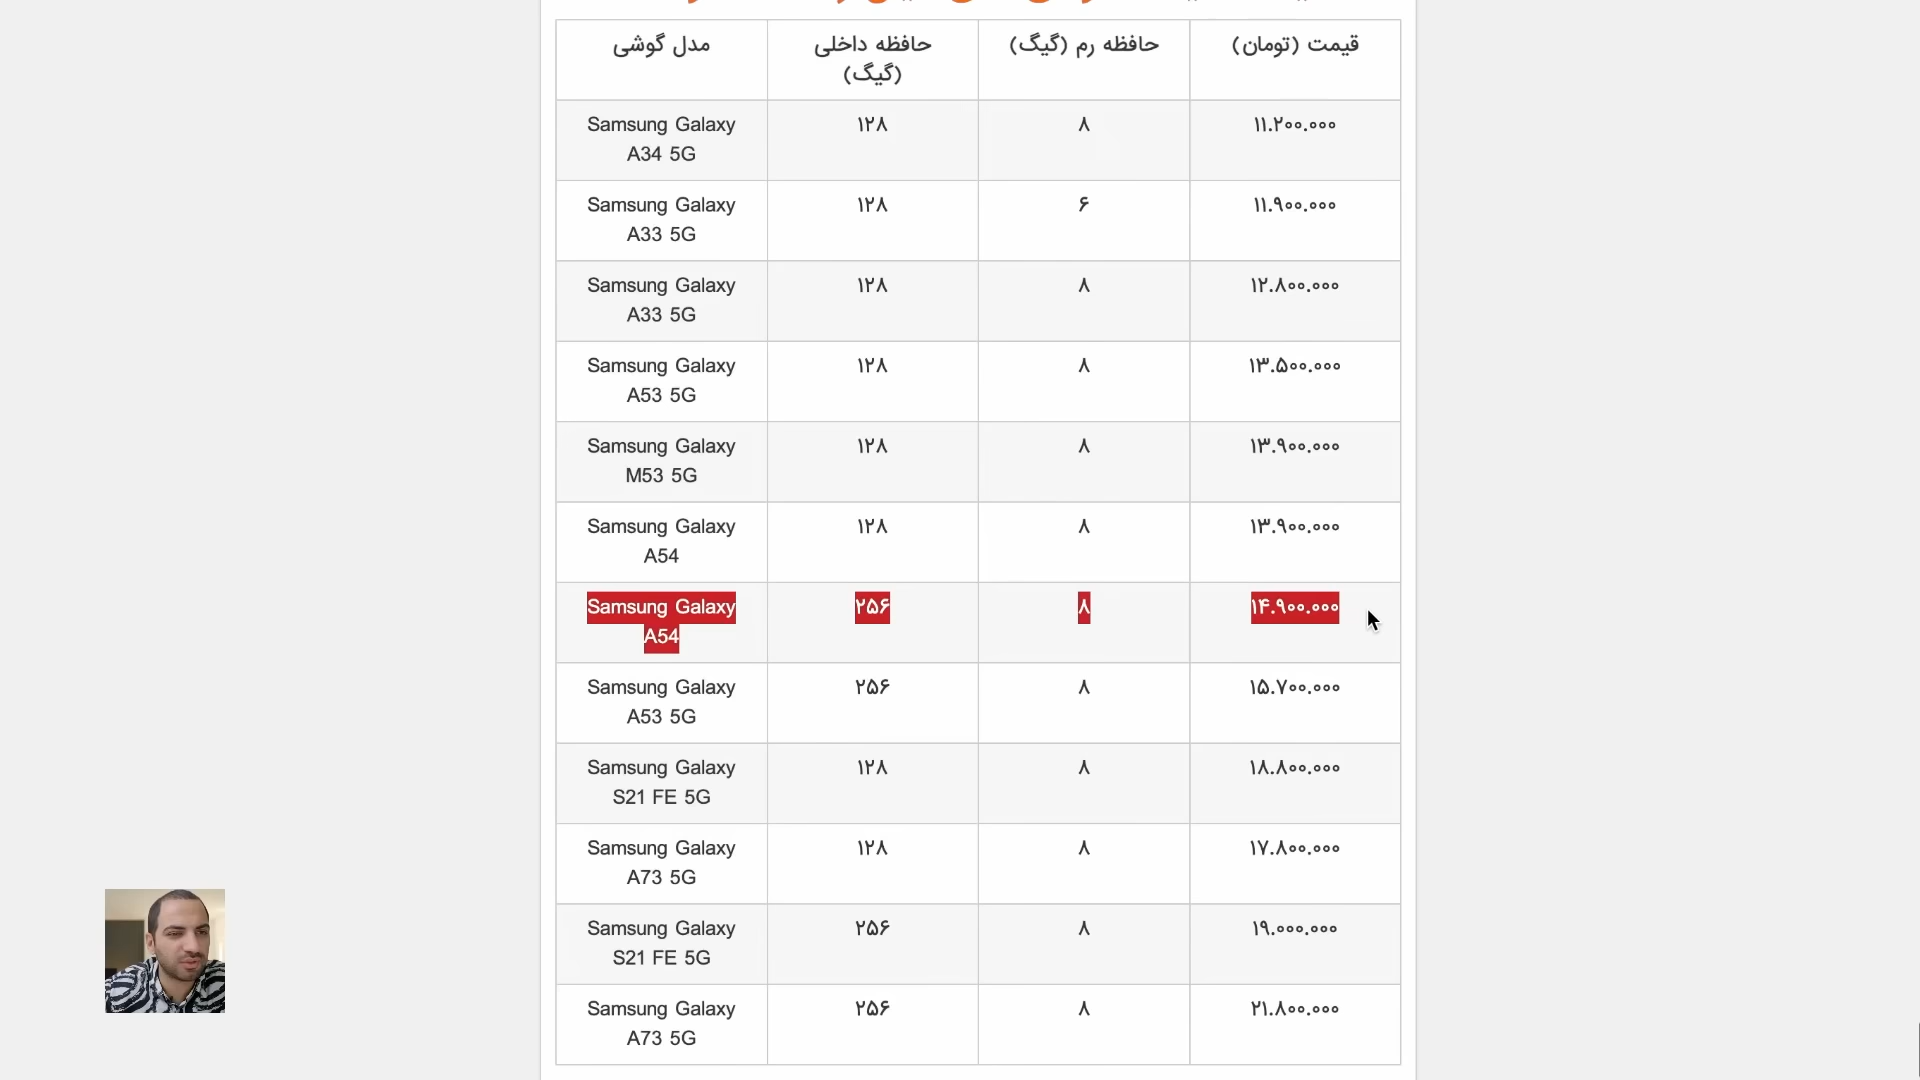 مدل گوشی	حافظه داخلی (گیگ)	حافظه رم (گیگ)	قیمت (تومان)
Samsung Galaxy A34 5G	۱۲۸	۸	۱۱.۲۰۰.۰۰۰
Samsung Galaxy A33 5G	۱۲۸	۶	۱۱.۹۰۰.۰۰۰
Samsung Galaxy A33 5G	۱۲۸	۸	۱۲.۸۰۰.۰۰۰
Samsung Galaxy A53 5G	۱۲۸	۸	۱۳.۵۰۰.۰۰۰
Samsung Galaxy M53 5G	۱۲۸	۸	۱۳.۹۰۰.۰۰۰
Samsung Galaxy A54	۱۲۸	۸	۱۳.۹۰۰.۰۰۰
Samsung Galaxy A54	۲۵۶	۸	۱۴.۹۰۰.۰۰۰
Samsung Galaxy A53 5G	۲۵۶	۸	۱۵.۷۰۰.۰۰۰
Samsung Galaxy S21 FE 5G	۱۲۸	۸	۱۸.۸۰۰.۰۰۰
Samsung Galaxy A73 5G	۱۲۸	۸	۱۷.۸۰۰.۰۰۰
Samsung Galaxy S21 FE 5G	۲۵۶	۸	۱۹.۰۰۰.۰۰۰
Samsung Galaxy A73 5G	۲۵۶	۸	۲۱.۸۰۰.۰۰۰